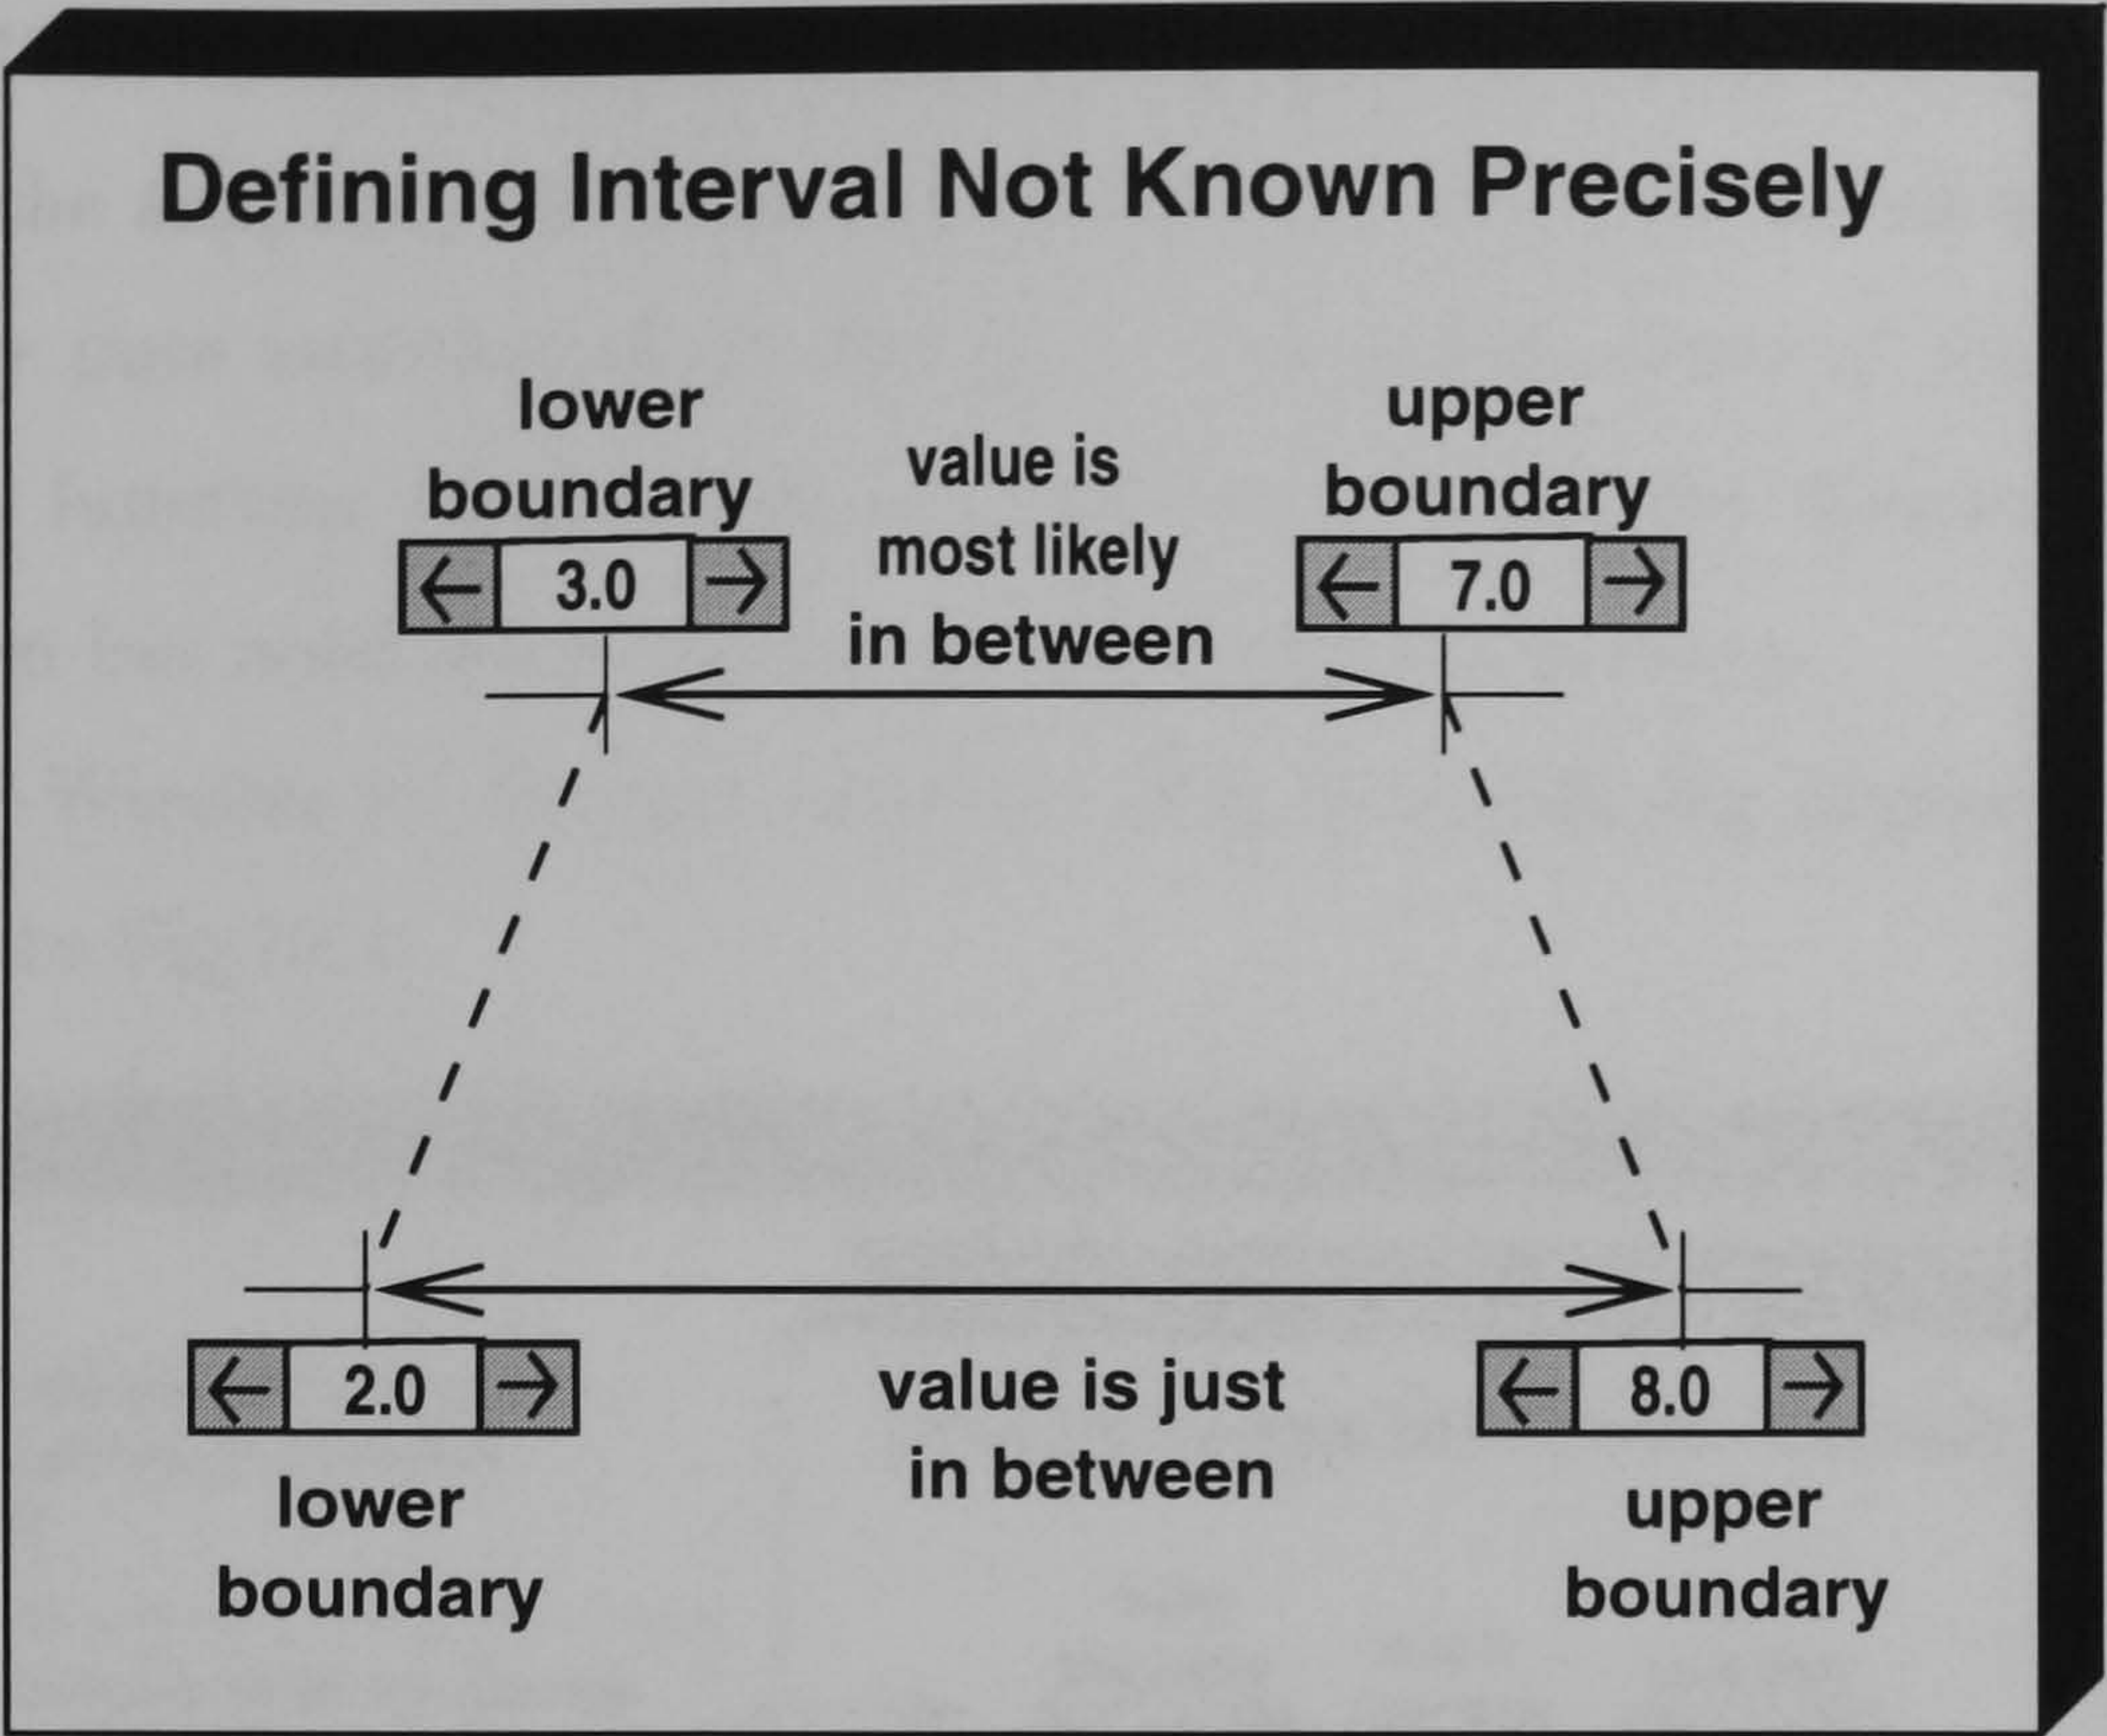 Defining Interval Not Known Precisely
lower
boundary
3.0
value is
most likely
in between
upper
boundary
7.0
2.0
lower
boundary
value is just
in between
8.0
upper
boundary